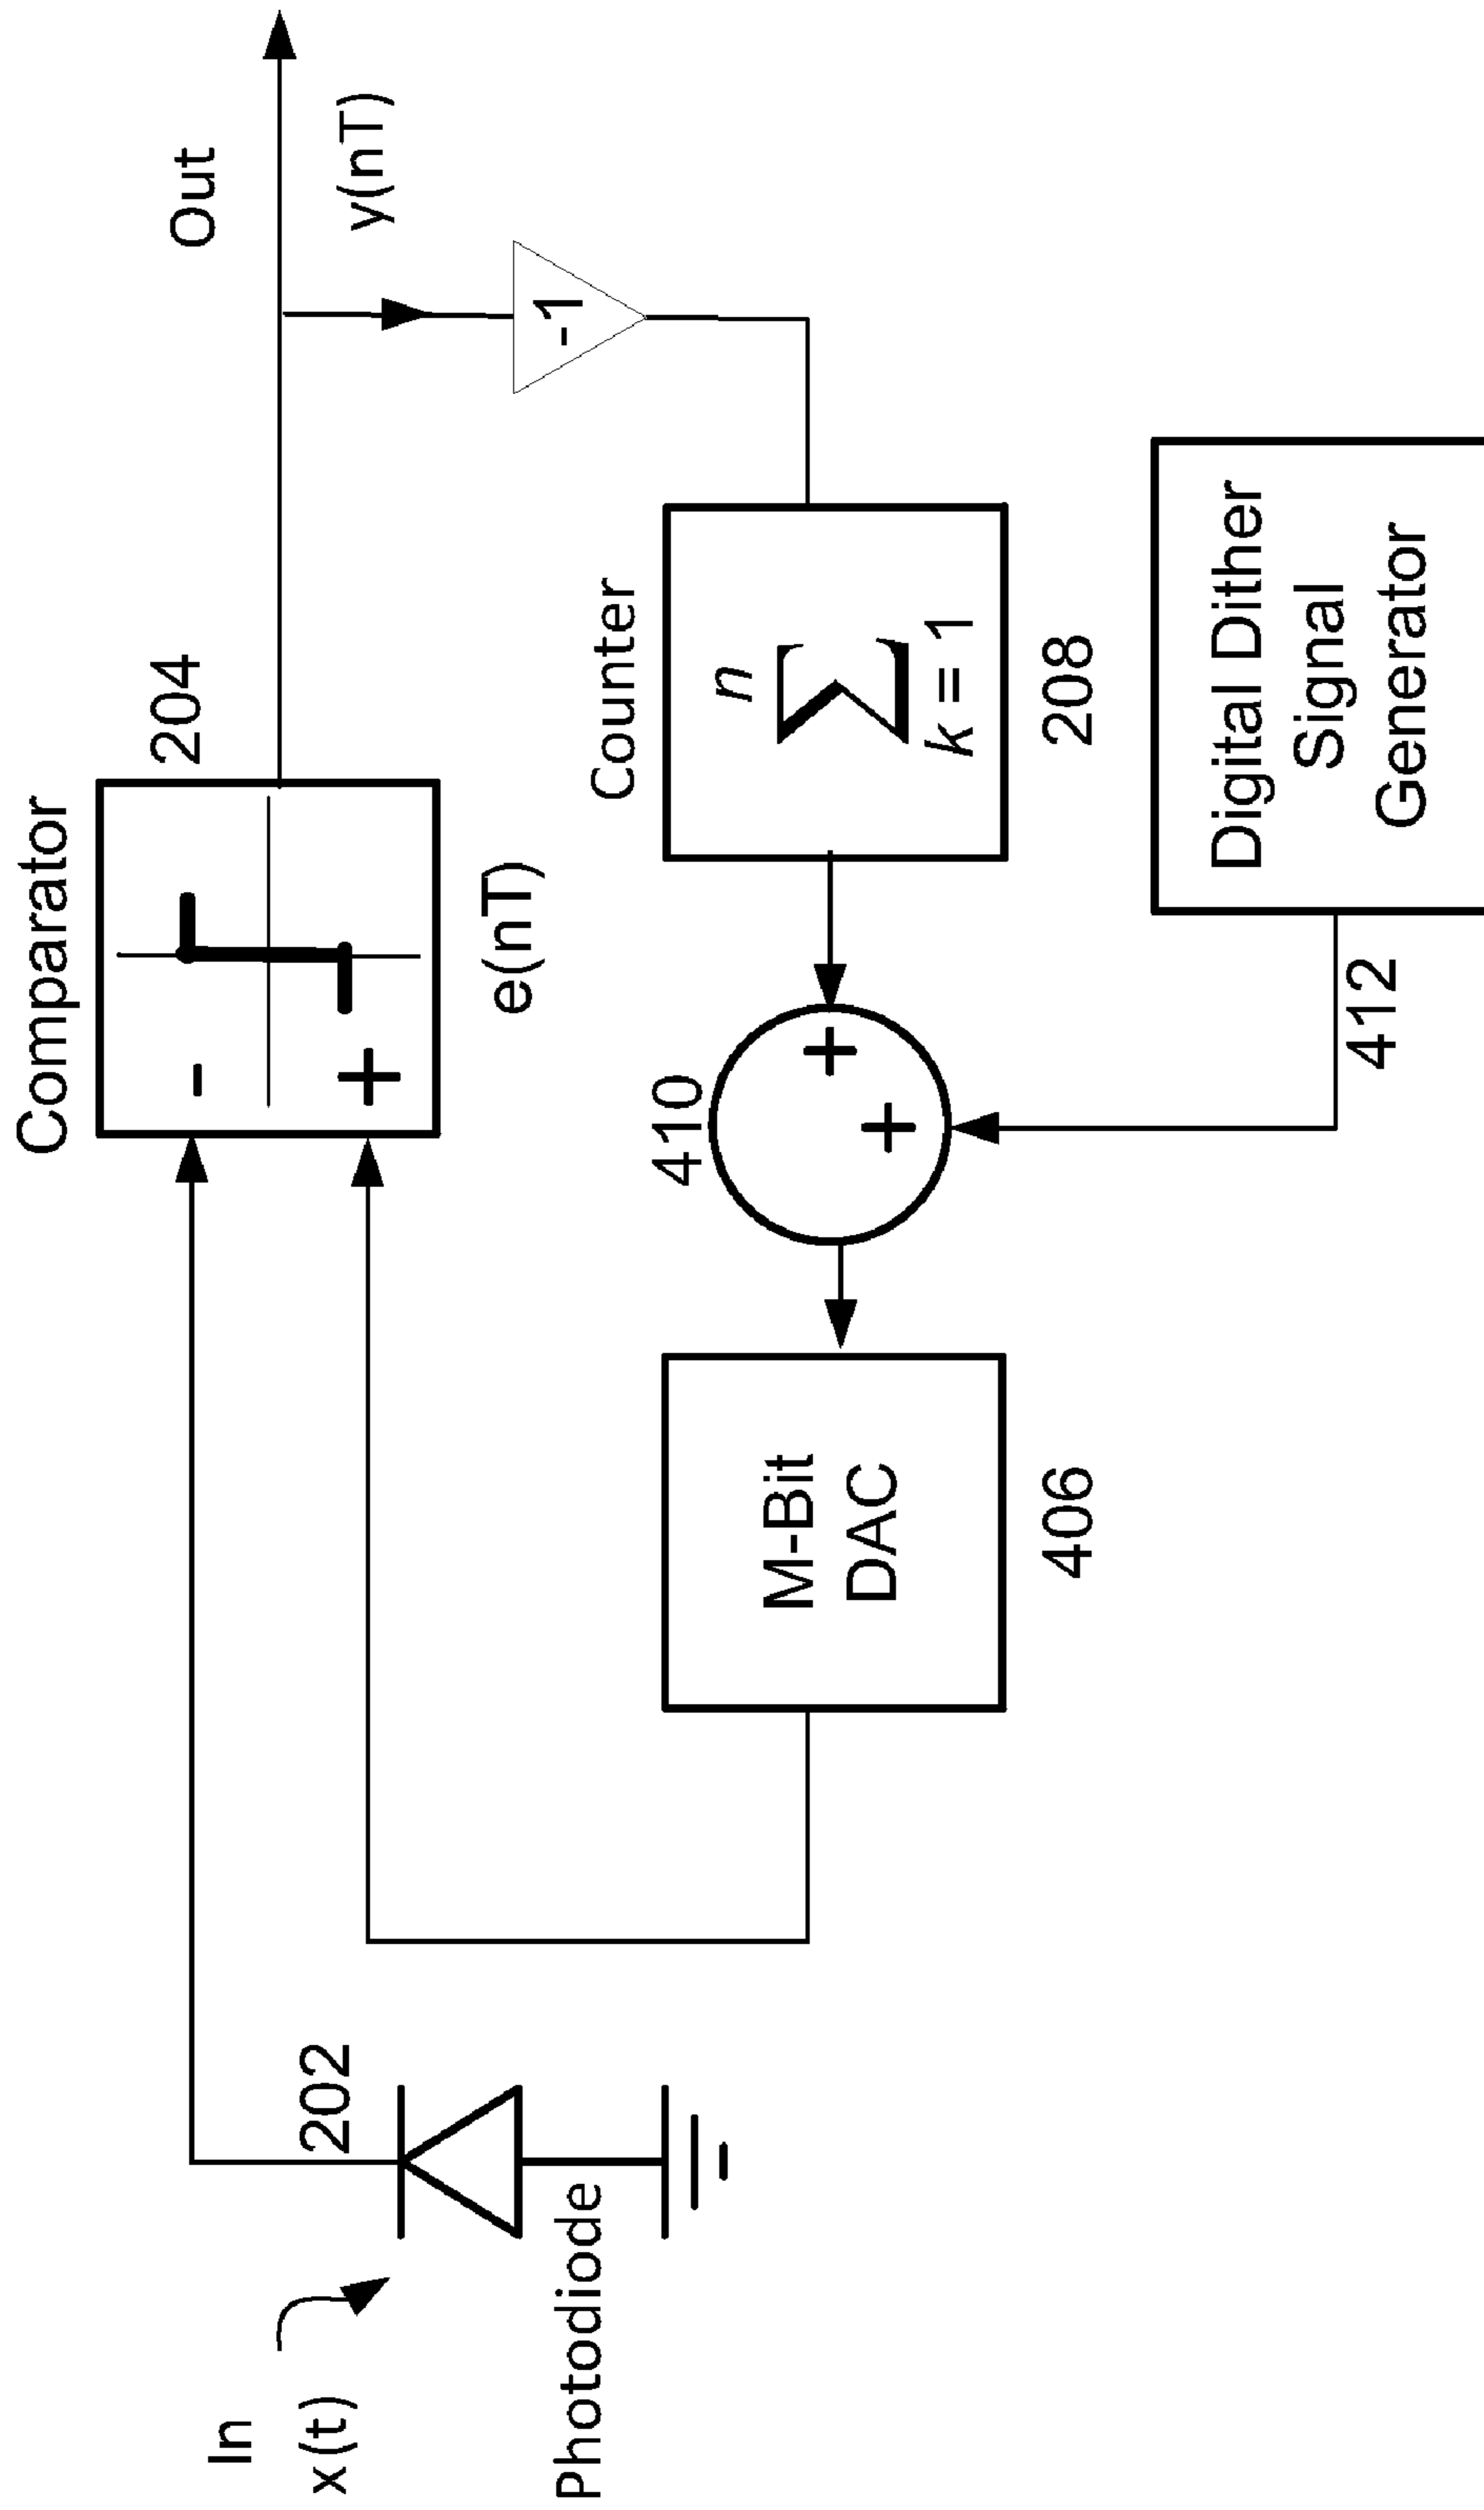 Comparator
204
Out
y(nT)
In
x(t)
202
-
+
e(nT)
-1
Photodiode
Counter
410
n
∑
k = 1
+
+
M-Bit
DAC
406
208
412
Digital Dither
Signal
Generator